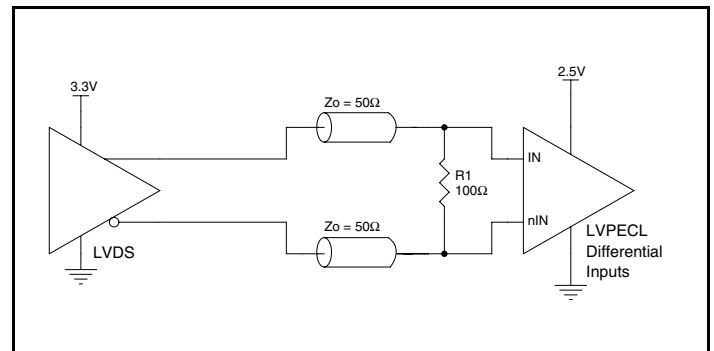 3.3V
2.5V
Zo = 50Ω
IN
R1
100Ω
Zo = 50Ω
nIN
LVDS
LVPECL
Differential
Inputs